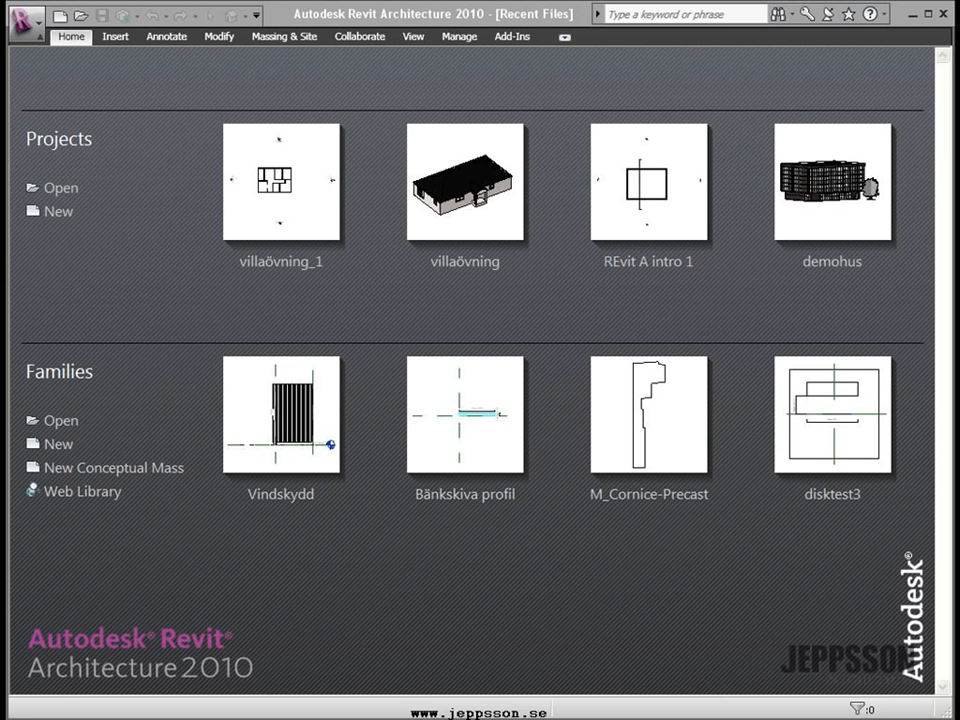 Autodesk Revit Architecture 2010 - [Recent Files]
Type a keyword or phrase
Home Insert Annotate Modify Massing & Site Collaborate View Manage Add-Ins
Projects
Open
New
villaövning_1 villaövning REvit A intro 1 demohus
Families
Open
New
New Conceptual Mass
Web Library
Vindskydd Bänkskiva profil M_Cornice-Precast disktest3
Autodesk® Revit®
Architecture 2010
Autodesk®
JEPPSSON
www.jeppsson.se
:0